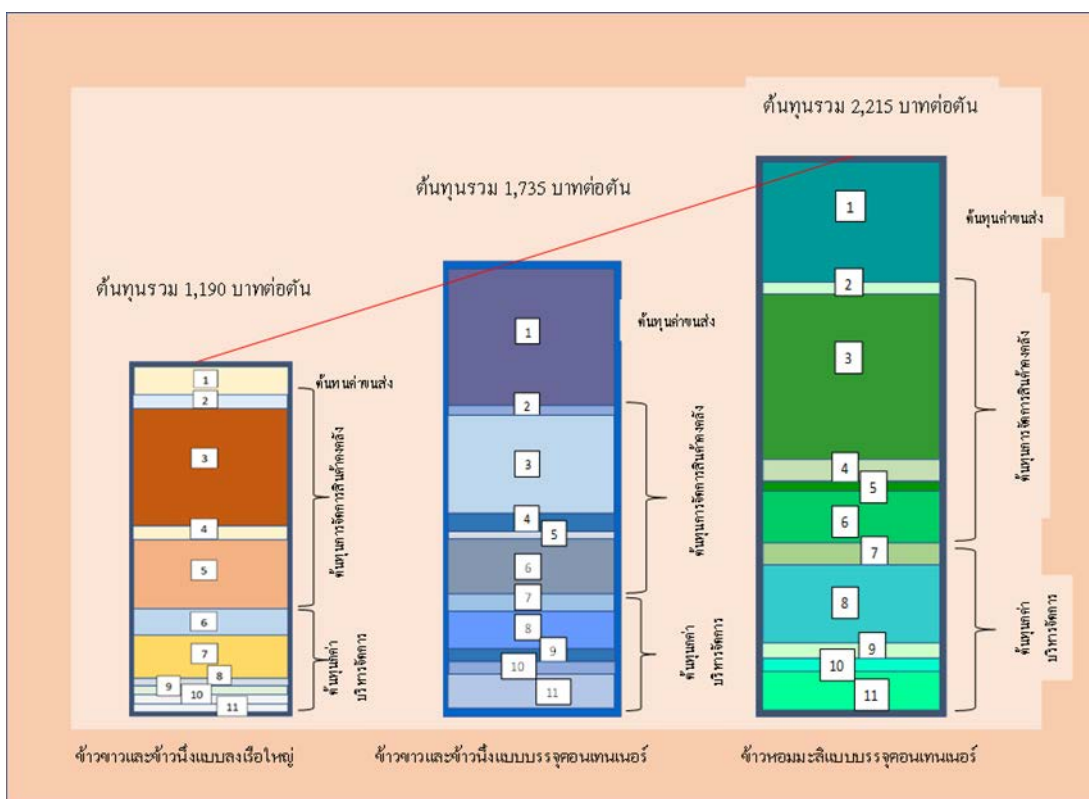 ต้นทุนรวม 2,215 บาทต่อตัน
ต้นทุนรวม 1,735 บาทต่อตัน
ต้นทุนรวม 1,190 บาทต่อตัน
1
2
3
4
5
6
7
8
9
10
11
ต้นทนค่าขนส่ง
ต้นทุนการจัดการสินค้าคงคลัง
ต้นทุนกค่า
บริหารจัดการ
1
2
3
4
5
6
7
8
9
10
11
ต้นทุนค่าขนส่ง
ต้นทุนการจัดการสินค้าคงคลัง
ต้นทุนกค่า
บริหารจัดการ
1
2
3
4
5
6
7
8
9
10
11
ต้นทุนค่าขนส่ง
ต้นทุนการจัดการสินค้าคงคลัง
ต้นทุนกค่า
บริหารจัดการ
ข้าวขาวและข้าวนึ่งแบบลงเรือใหญ่
ข้าวขาวและข้าวนึ่งแบบบรรจุคอนเทนเนอร์
ข้าวหอมมะลิแบบบรรจุคอนเทนเนอร์